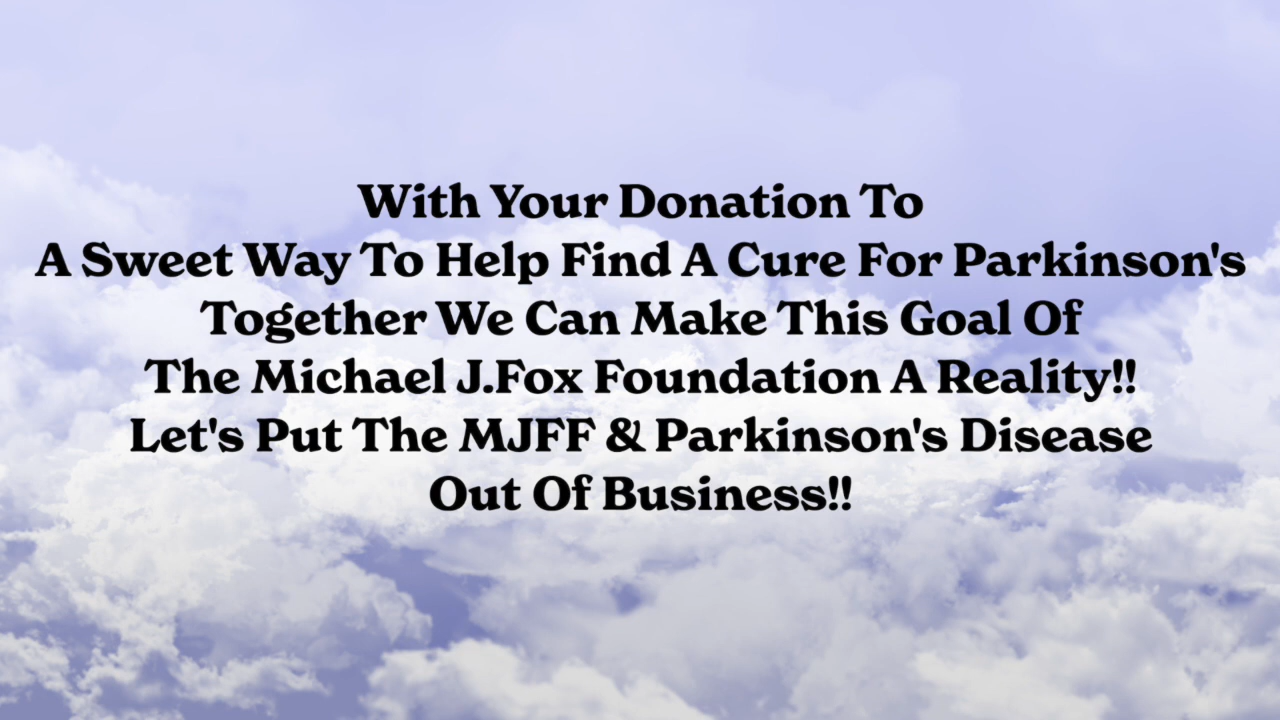 With Your Donation To
A Sweet Way To Help Find A Cure For Parkinson's
Together We Can Make This Goal Of
The Michael J.Fox Foundation A Reality!!
Let's Put The MJFF & Parkinson's Disease
Out Of Business!!